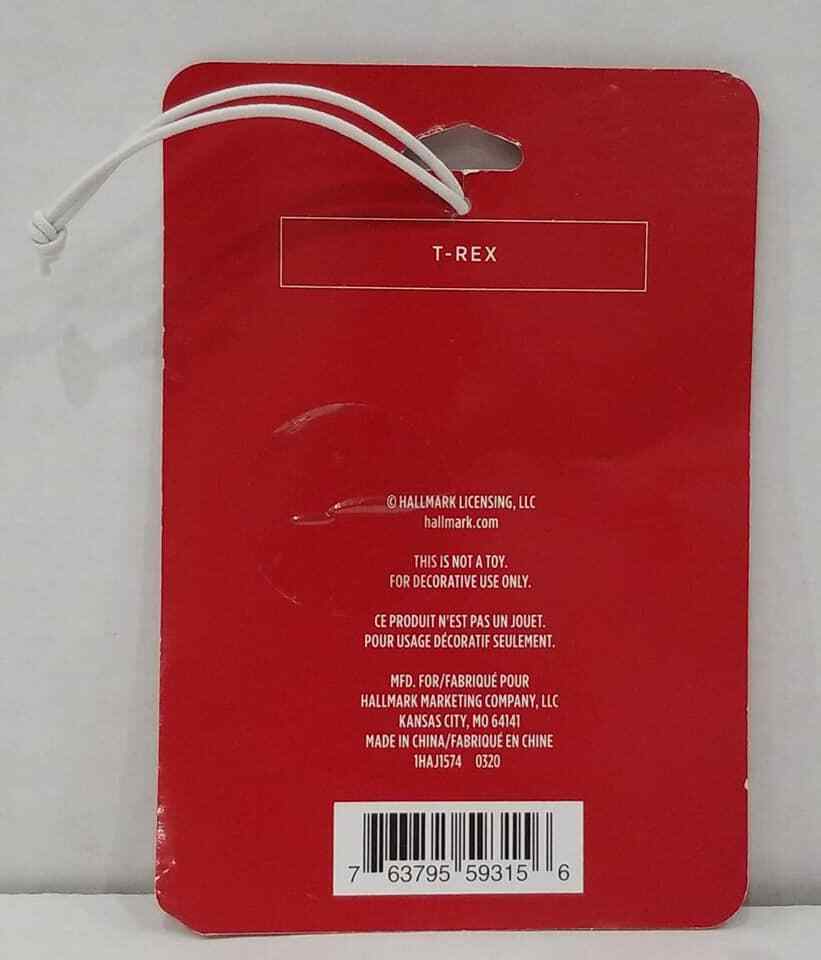 T-REX
© HALLMARK LICENSING, LLC
hallmark.com
THIS IS NOT A TOY.
FOR DECORATIVE USE ONLY.
CE PRODUIT N'EST PAS UN JOUET.
POUR USAGE DÉCORATIF SEULEMENT.
MFD. FOR/FABRIQUÉ POUR
HALLMARK MARKETING COMPANY, LLC
KANSAS CITY, MO 64141
MADE IN CHINA/FABRIQUÉ EN CHINE
1HAJ1574 0320
7 63795 59315 6